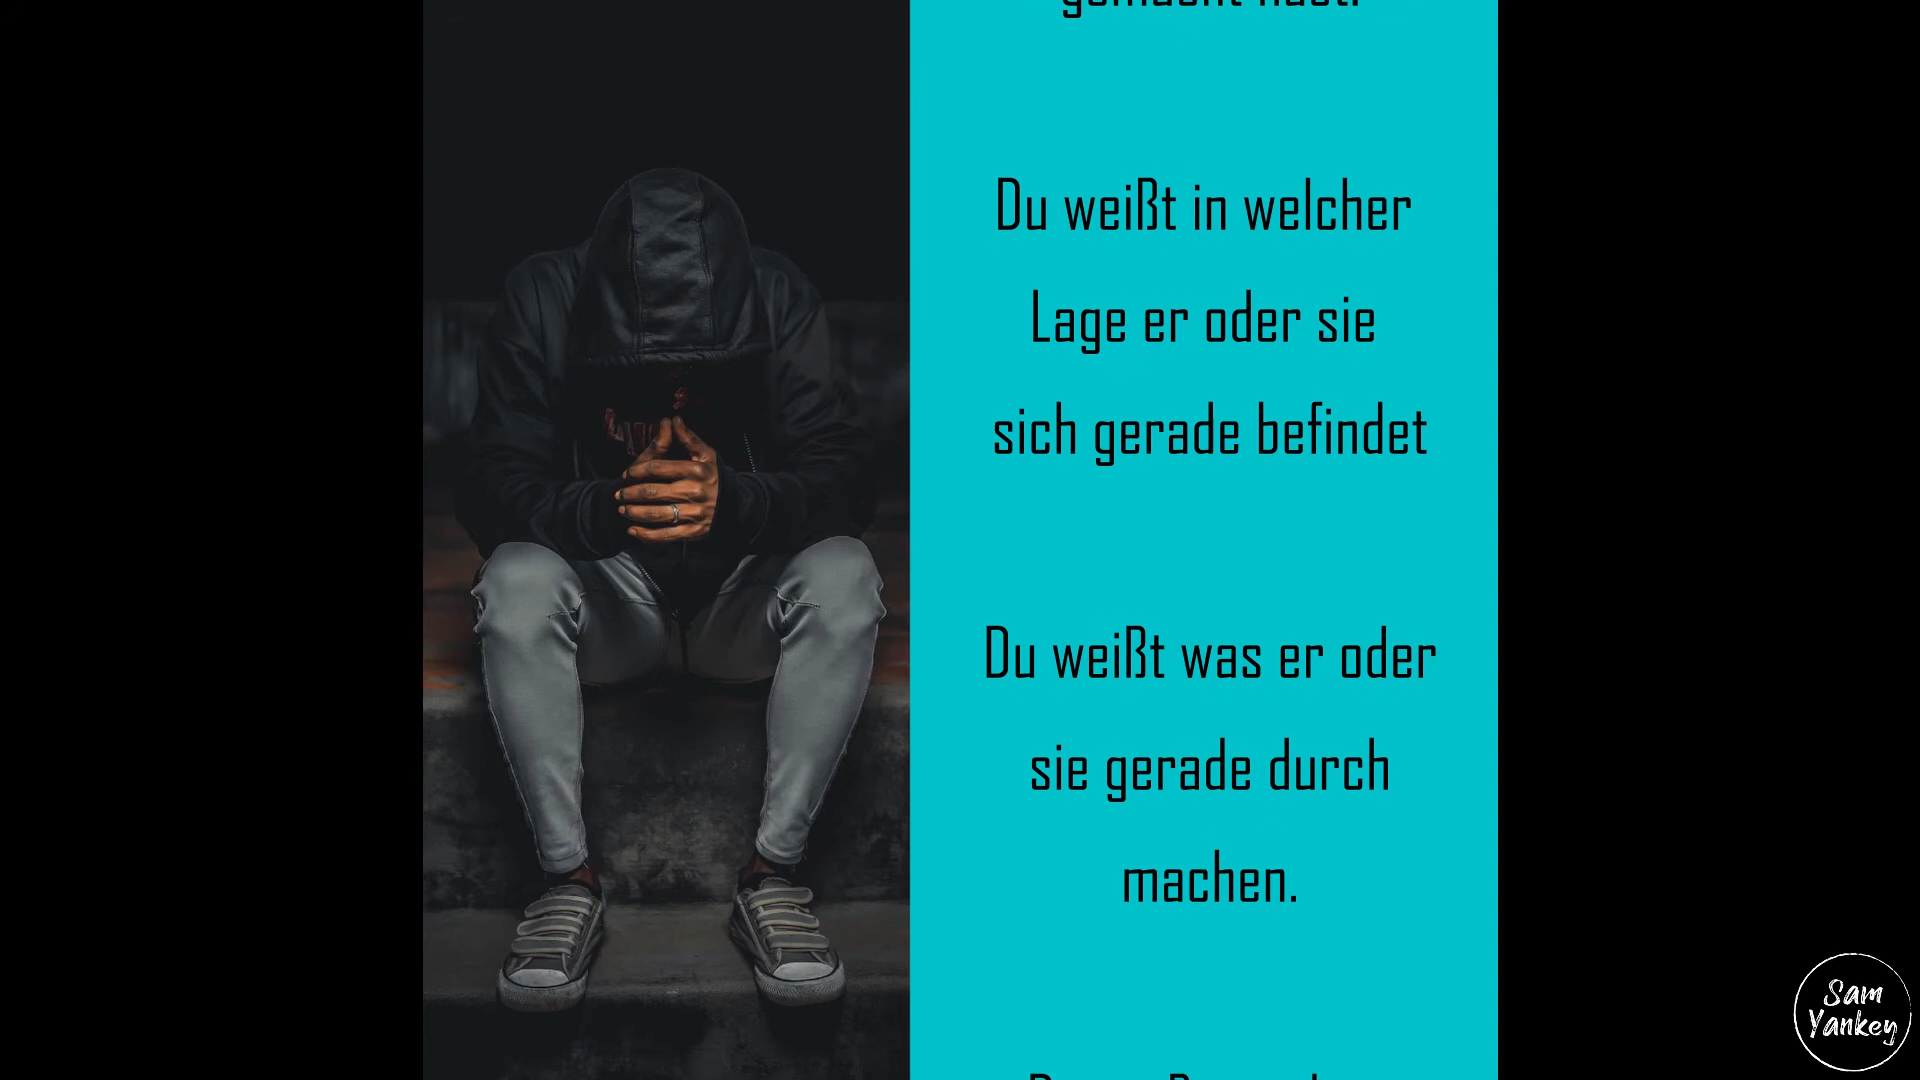 Du weißt in welcher
Lage er oder sie
sich gerade befindet
Du weißt was er oder
sie gerade durch
machen.
Sam
Yankey